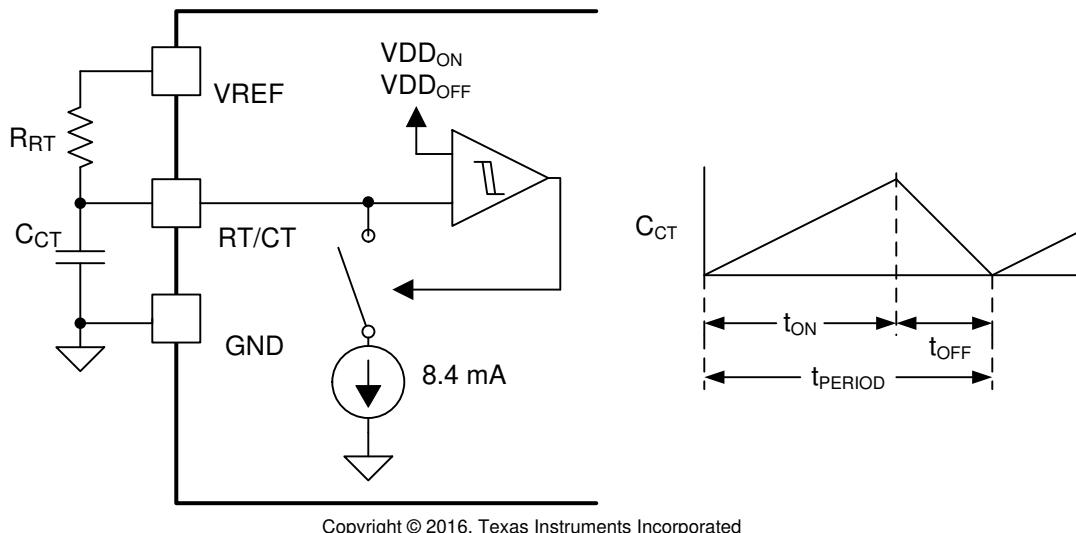 VDD_ON
VDD_OFF
VREF
R_RT
C_CT
RT/CT
GND
8.4 mA
C_CT
t_ON
t_OFF
t_PERIOD
Copyright © 2016, Texas Instruments Incorporated